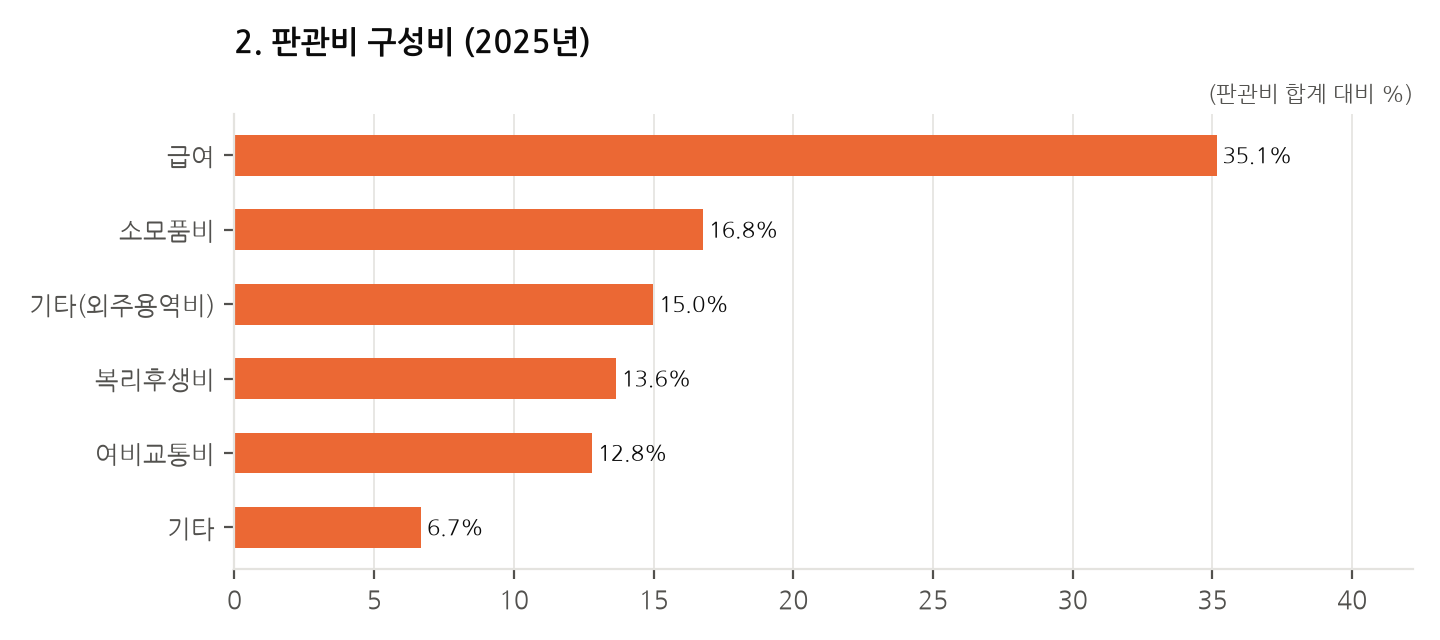 2. 판관비 구성비 (2025년)
(판관비 합계 대비 %)
급여 35.1%
소모품비 16.8%
기타(외주용역비) 15.0%
복리후생비 13.6%
여비교통비 12.8%
기타 6.7%
0 5 10 15 20 25 30 35 40